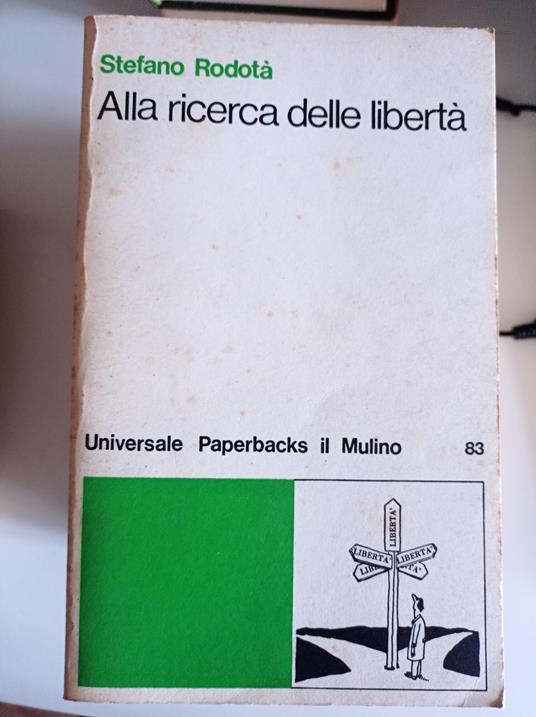 Stefano Rodotà
Alla ricerca delle libertà
Universale Paperbacks il Mulino 83
LIBERTA'
LIBERTA'
LIBERTA'